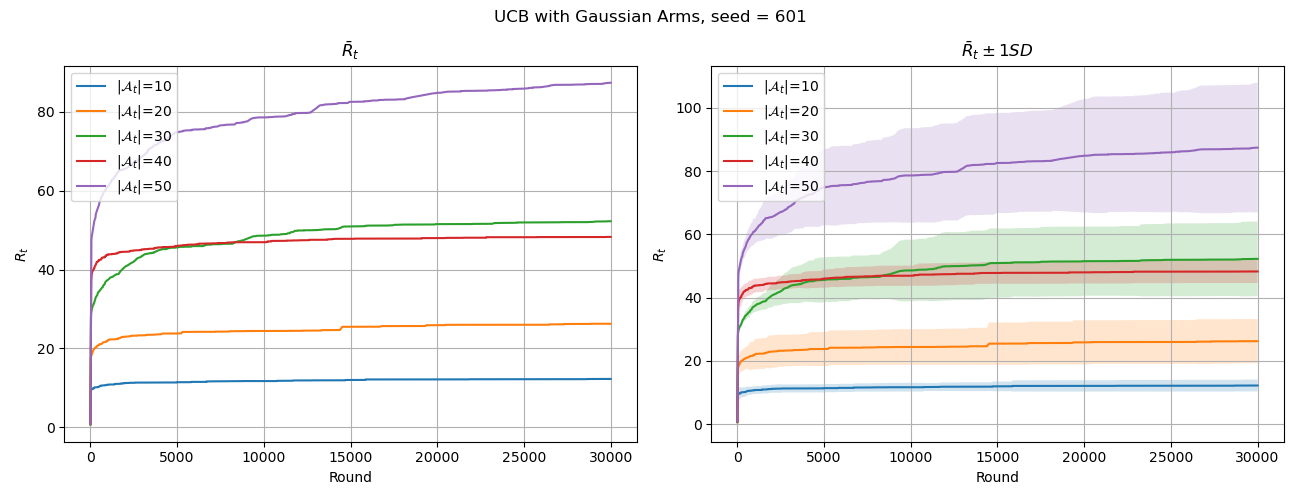 UCB with Gaussian Arms, seed = 601
R̄ₜ
|𝒜ₜ|=10
|𝒜ₜ|=20
|𝒜ₜ|=30
|𝒜ₜ|=40
|𝒜ₜ|=50
Rₜ
80
60
40
20
0
0 5000 10000 15000 20000 25000 30000
Round
R̄ₜ ± 1SD
|𝒜ₜ|=10
|𝒜ₜ|=20
|𝒜ₜ|=30
|𝒜ₜ|=40
|𝒜ₜ|=50
Rₜ
100
80
60
40
20
0
0 5000 10000 15000 20000 25000 30000
Round